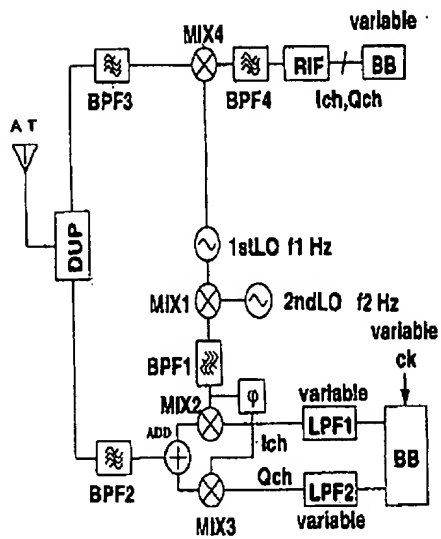 variable
MIX4
RIF
BB
BPF3
BPF4
Ich,Qch
A T
DUP
1stLO f1 Hz
MIX1
2ndLO f2 Hz
variable
ck
BPF1
φ
MIX2
variable
ADD
LPF1
Ich
BB
Qch
BPF2
LPF2
MIX3
variable